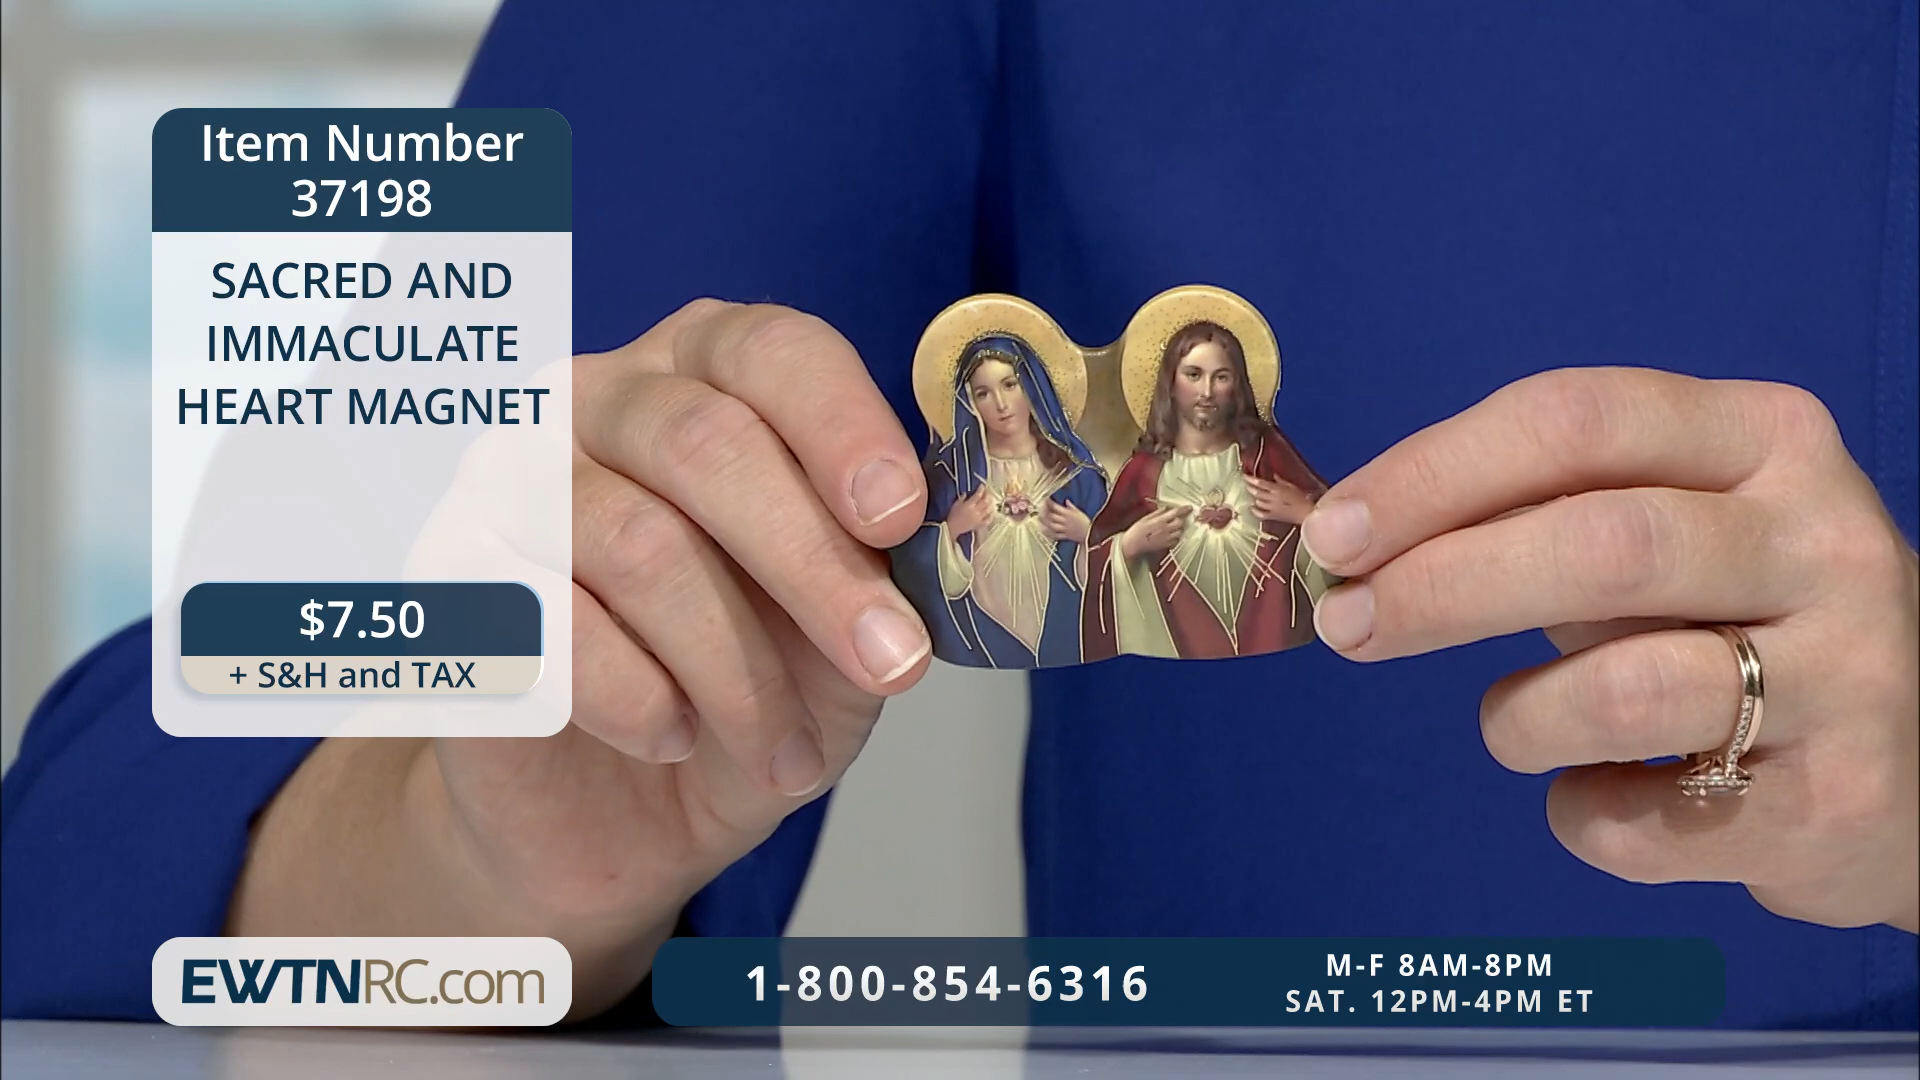 Item Number
37198
SACRED AND
IMMACULATE
HEART MAGNET
$7.50
+ S&H and TAX
EWTNRC.com
1-800-854-6316
M-F 8AM-8PM
SAT. 12PM-4PM ET